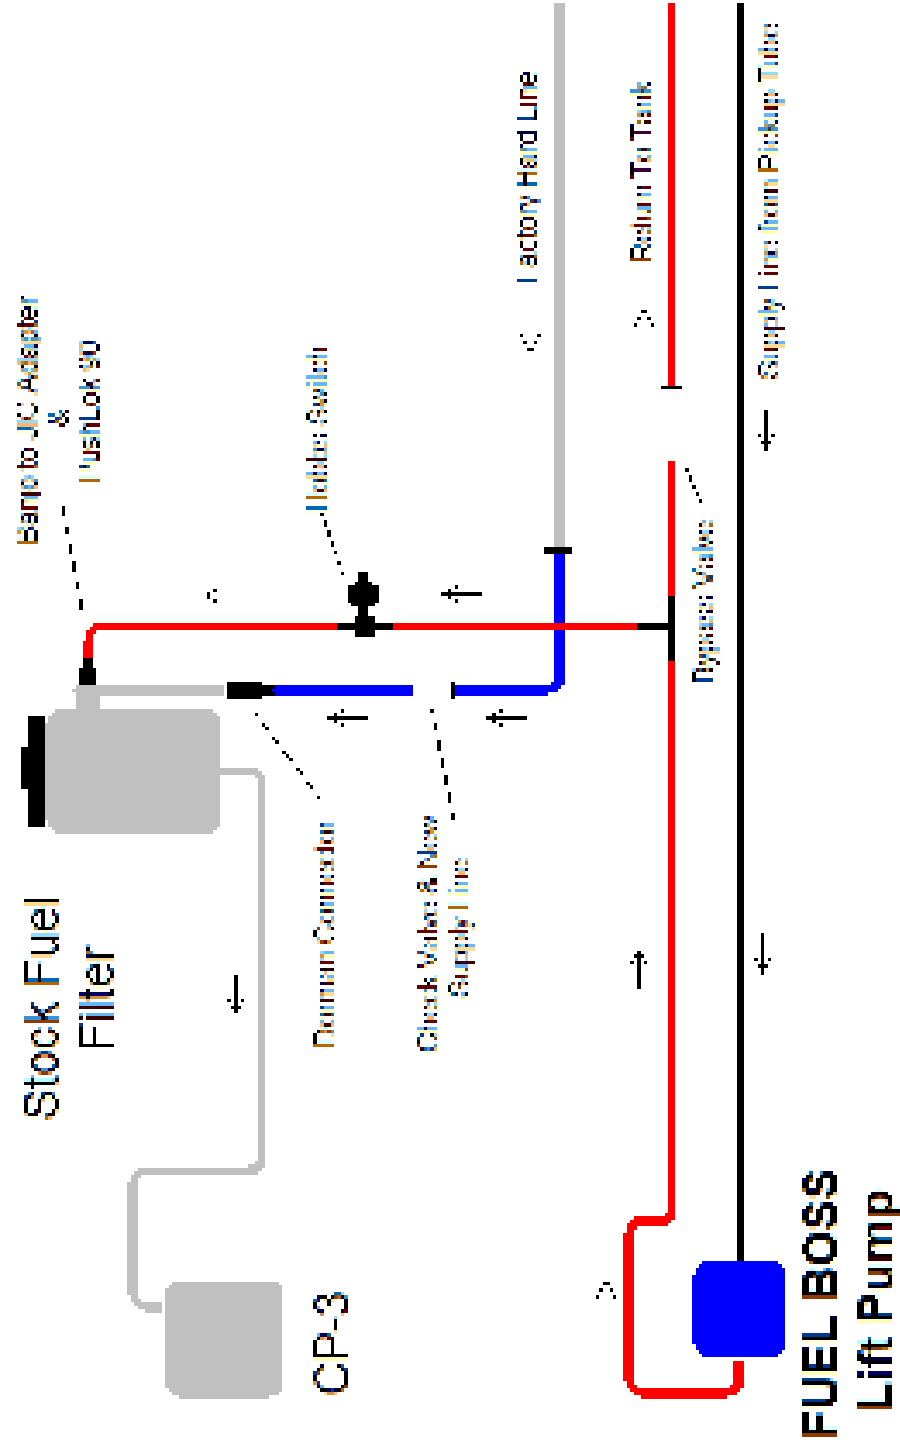 Banjo to JIC Adapter
&
PushLok 90
Hobbs Switch
Factory Hard Line
Return To Tank
Supply Line from Pickup Tube
Bypass Valve
Stock Fuel
Filter
Dorman Connector
Check Valve & New
Supply Line
CP-3
FUEL BOSS
Lift Pump